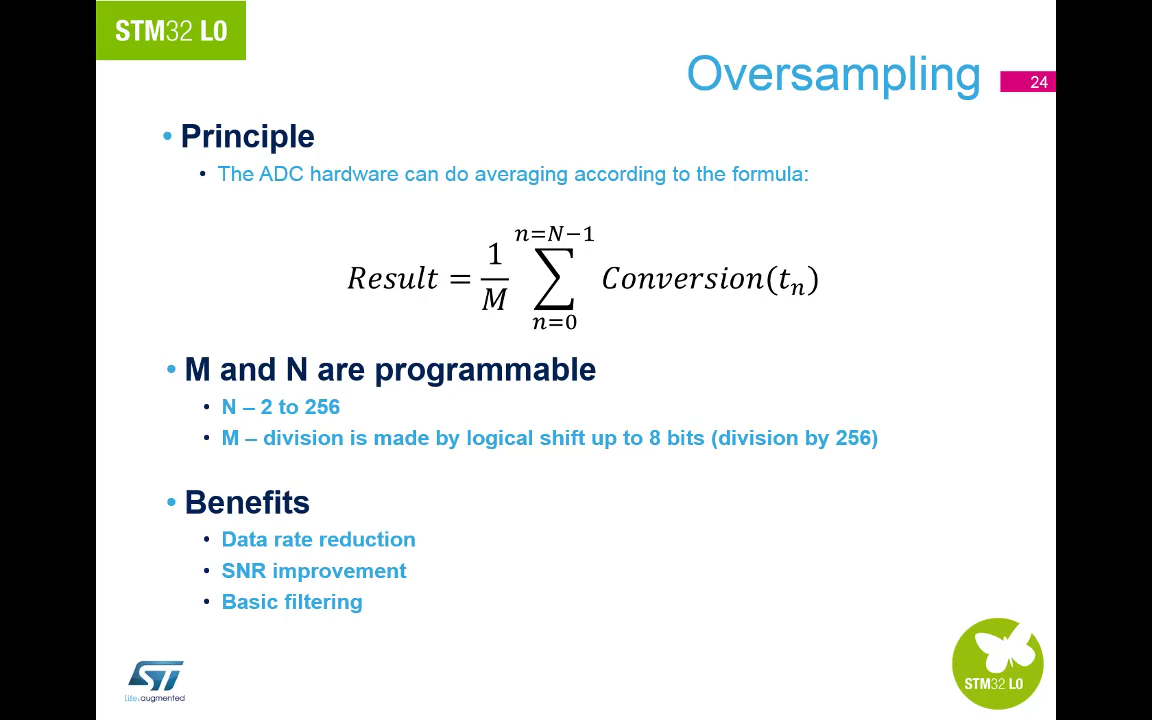 STM32 L0
Oversampling
24
• Principle
• The ADC hardware can do averaging according to the formula:
Result = 1/M ∑_{n=0}^{n=N−1} Conversion(t_n)
• M and N are programmable
• N – 2 to 256
• M – division is made by logical shift up to 8 bits (division by 256)
• Benefits
• Data rate reduction
• SNR improvement
• Basic filtering
ST
life.augmented
STM32 L0